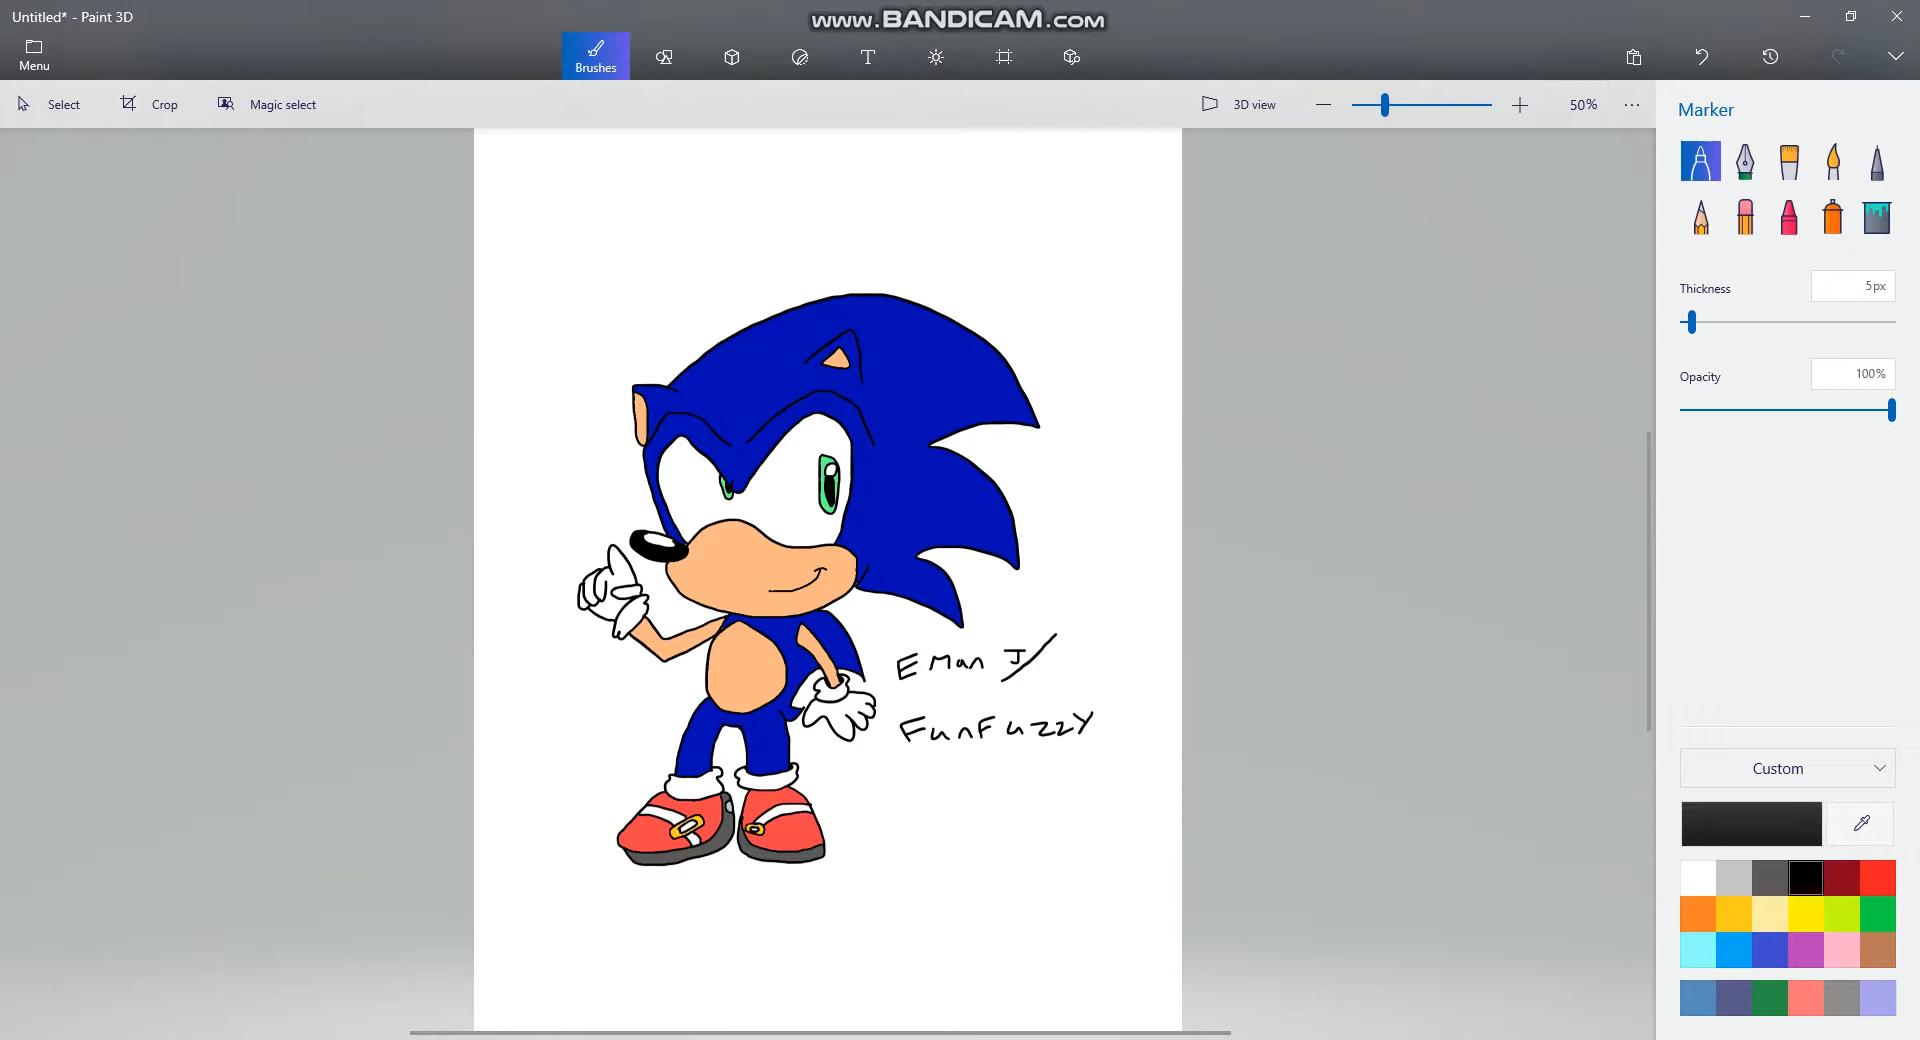 Untitled* - Paint 3D
www.BANDICAM.com
Menu
Brushes
Select
Crop
Magic select
3D view
50%
Marker
Thickness
5px
Opacity
100%
EMan J
FunFuzzy
Custom